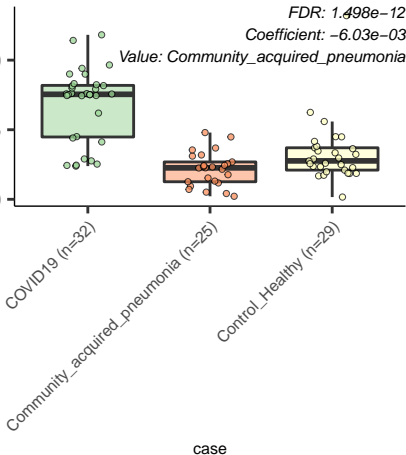 FDR: 1.498e−12
Coefficient: −6.03e−03
Value: Community_acquired_pneumonia
COVID19 (n=32)
Community_acquired_pneumonia (n=25)
Control_Healthy (n=29)
case